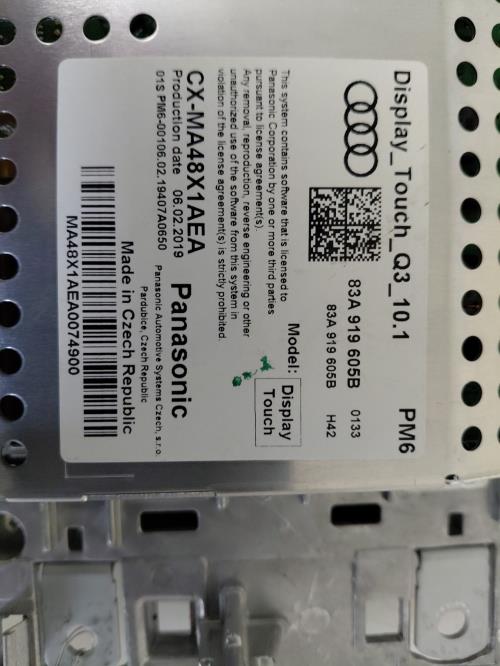 Display_Touch_Q3_10.1
PM6
83A 919 605B 0133
83A 919 605B H42
Model: Display
Touch
This system contains software that is licensed to
Panasonic Corporation by one or more third parties
pursuant to license agreement(s).
Any removal, reproduction, reverse engineering or other
unauthorized use of the software from this system in
violation of the license agreement(s) is strictly prohibited.
CX-MA48X1AEA
Panasonic
Production date 06.02.2019
Panasonic Automotive Systems Czech, s.r.o.
01S PM6-00106.02.19407A0650
Pardubice, Czech Republic
Made in Czech Republic
MA48X1AEA0074900